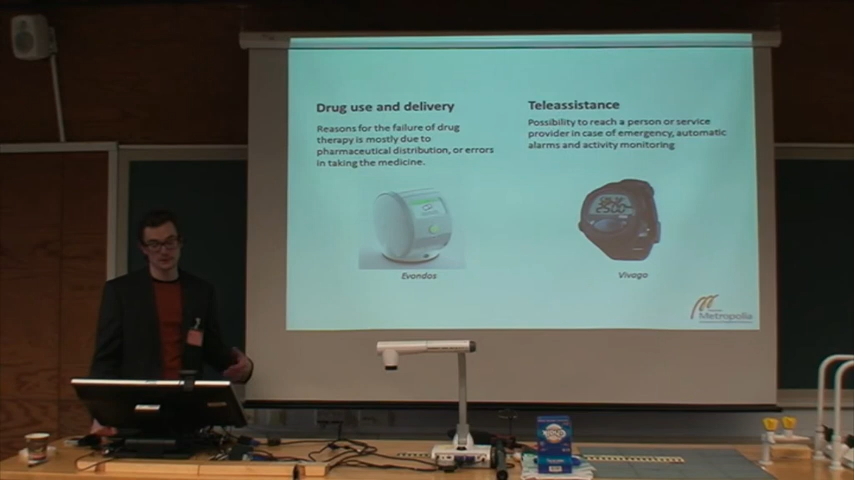 Drug use and delivery
Reasons for the failure of drug
therapy is mostly due to
pharmaceutical distribution, or errors
in taking the medicine.
Evondos
Teleassistance
Possibility to reach a person or service
provider in case of emergency, automatic
alarms and activity monitoring
Vivago
Metropolia